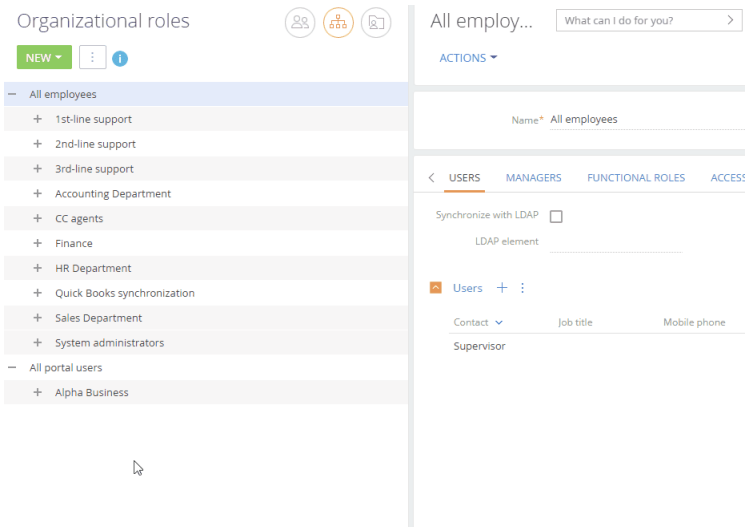 Organizational roles
NEW
All employees
1st-line support
2nd-line support
3rd-line support
Accounting Department
CC agents
Finance
HR Department
Quick Books synchronization
Sales Department
System administrators
All portal users
Alpha Business
All employ...
What can I do for you?
ACTIONS
Name* All employees
USERS MANAGERS FUNCTIONAL ROLES ACCESS
Synchronize with LDAP
LDAP element
Users
Contact Job title Mobile phone
Supervisor